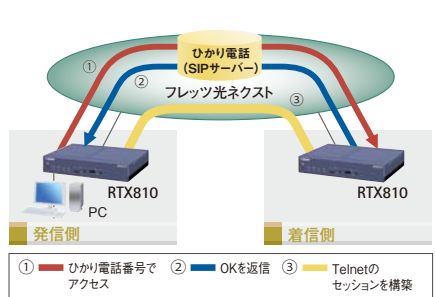 ひかり電話
(SIPサーバー)
①
②
フレッツ光ネクスト
③
RTX810
RTX810
PC
発信側
着信側
① ひかり電話番号で
アクセス
② OKを返信
③ Telnetの
セッションを構築